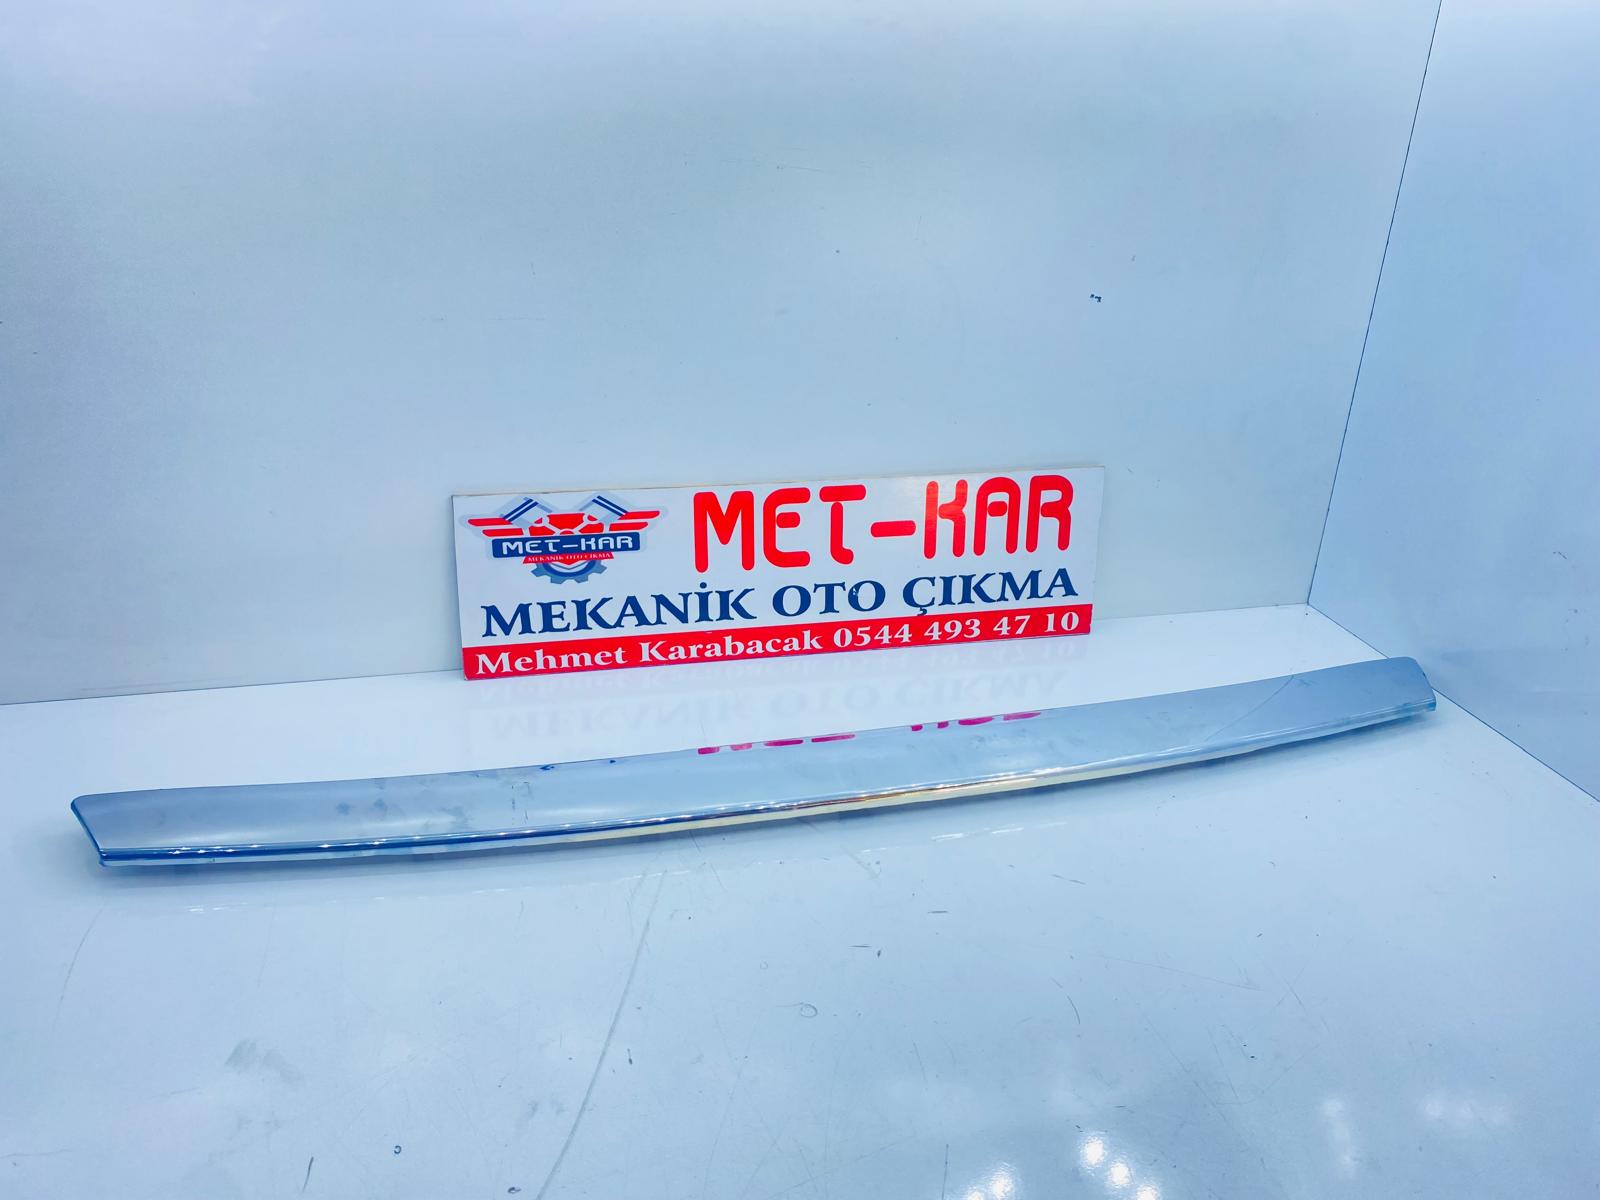 MET-KAR
MEKANİK OTO ÇIKMA
MET-KAR
MEKANİK OTO ÇIKMA
Mehmet Karabacak 0544 493 47 10